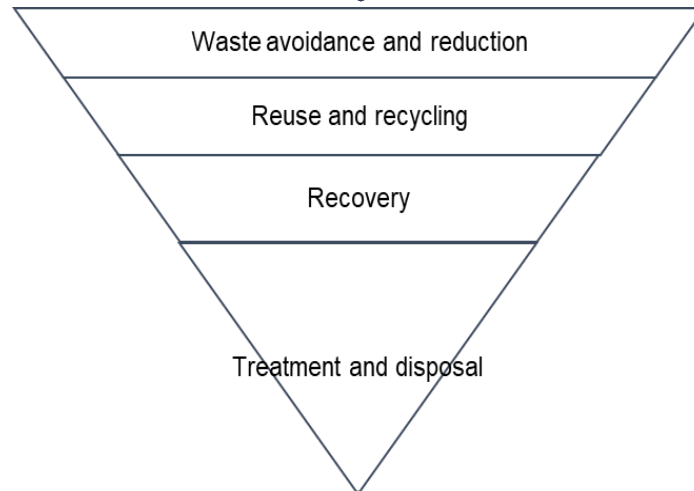 Waste avoidance and reduction
Reuse and recycling
Recovery
Treatment and disposal